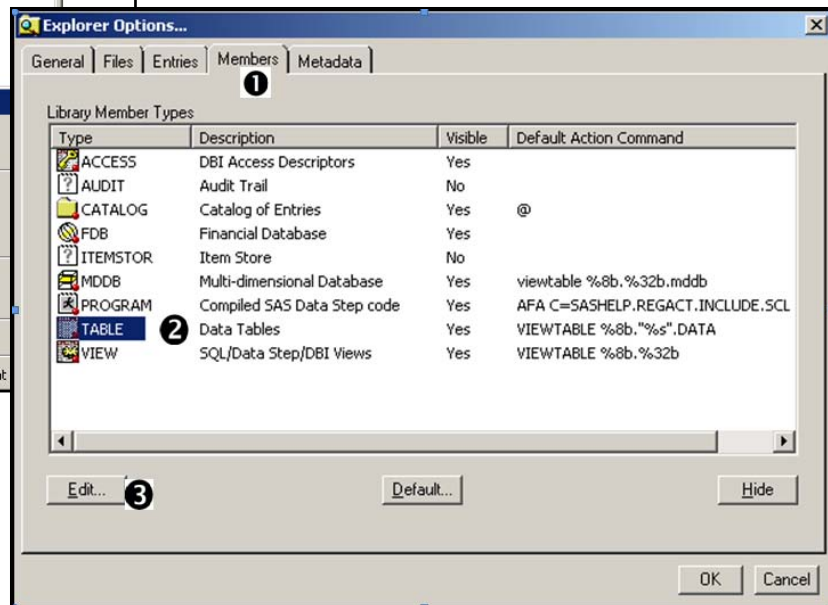 Explorer Options...
General Files Entries Members Metadata
❶
Library Member Types
Type Description Visible Default Action Command
ACCESS DBI Access Descriptors Yes
AUDIT Audit Trail No
CATALOG Catalog of Entries Yes @
FDB Financial Database Yes
ITEMSTOR Item Store No
MDDB Multi-dimensional Database Yes viewtable %8b.%32b.mddb
PROGRAM Compiled SAS Data Step code Yes AFA C=SASHELP.REGACT.INCLUDE.SCL
TABLE ❷ Data Tables Yes VIEWTABLE %8b."%s".DATA
VIEW SQL/Data Step/DBI Views Yes VIEWTABLE %8b.%32b
Edit... ❸ Default... Hide
OK Cancel